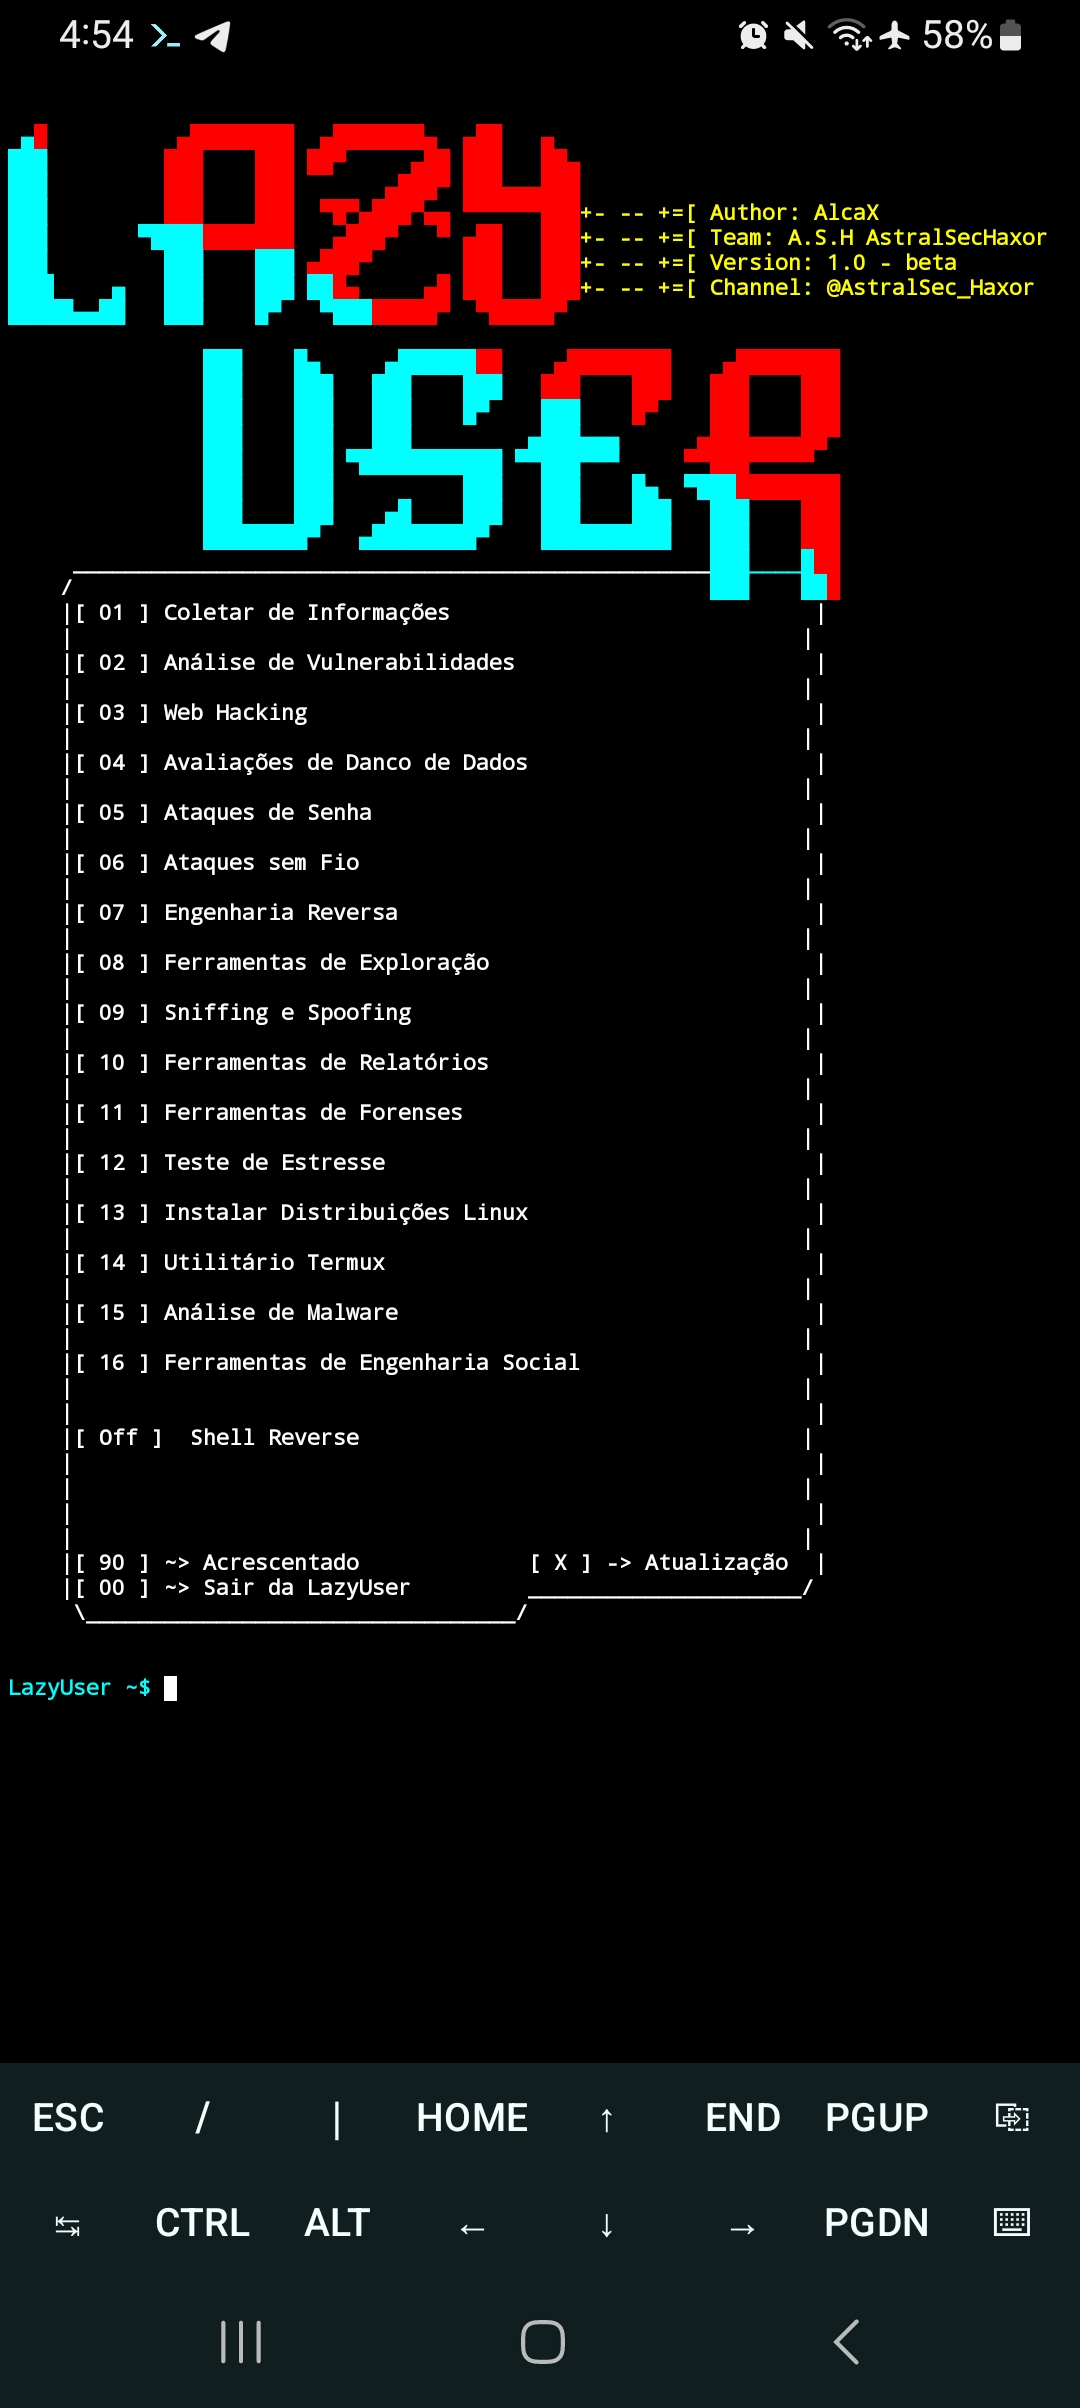 4:54 58%
LAZY
+- -- +=[ Author: AlcaX
+- -- +=[ Team: A.S.H AstralSecHaxor
+- -- +=[ Version: 1.0 - beta
+- -- +=[ Channel: @AstralSec_Haxor
USER
|[ 01 ] Coletar de Informações |
|[ 02 ] Análise de Vulnerabilidades |
|[ 03 ] Web Hacking |
|[ 04 ] Avaliações de Danco de Dados |
|[ 05 ] Ataques de Senha |
|[ 06 ] Ataques sem Fio |
|[ 07 ] Engenharia Reversa |
|[ 08 ] Ferramentas de Exploração |
|[ 09 ] Sniffing e Spoofing |
|[ 10 ] Ferramentas de Relatórios |
|[ 11 ] Ferramentas de Forenses |
|[ 12 ] Teste de Estresse |
|[ 13 ] Instalar Distribuições Linux |
|[ 14 ] Utilitário Termux |
|[ 15 ] Análise de Malware |
|[ 16 ] Ferramentas de Engenharia Social |
|[ Off ] Shell Reverse |
|[ 90 ] ~> Acrescentado [ X ] -> Atualização |
|[ 00 ] ~> Sair da LazyUser
LazyUser ~$
ESC / | HOME ↑ END PGUP
CTRL ALT ← ↓ → PGDN